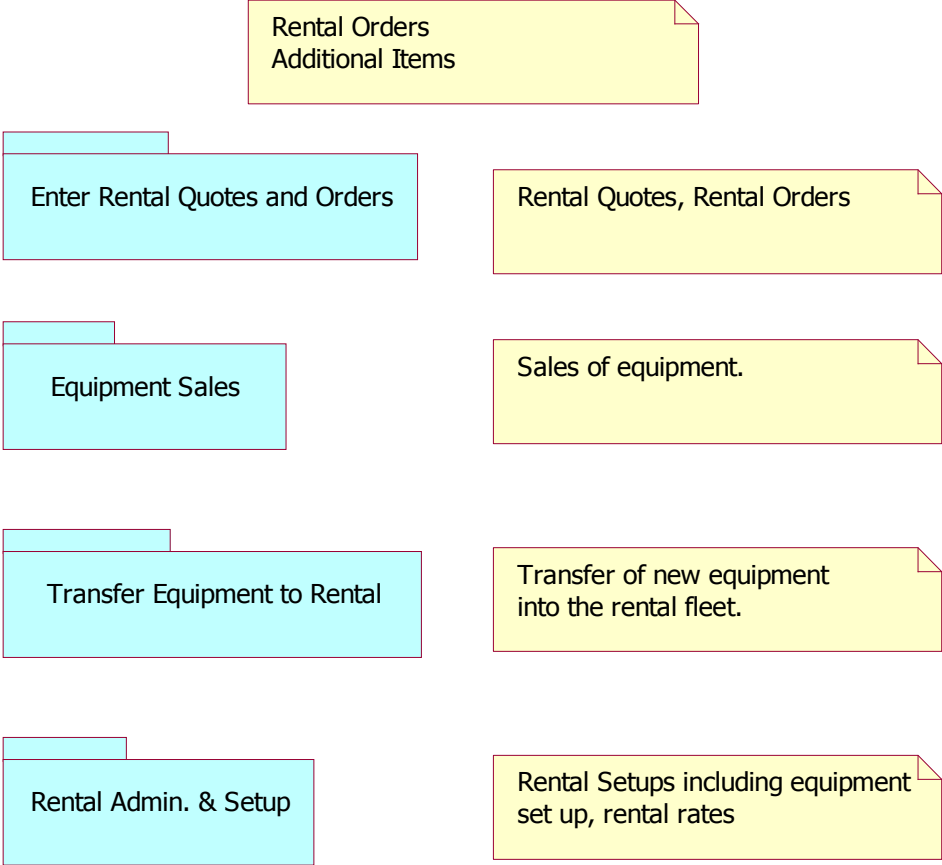 Rental Orders
Additional Items
Enter Rental Quotes and Orders
Rental Quotes, Rental Orders
Equipment Sales
Sales of equipment.
Transfer Equipment to Rental
Transfer of new equipment
into the rental fleet.
Rental Admin. & Setup
Rental Setups including equipment
set up, rental rates